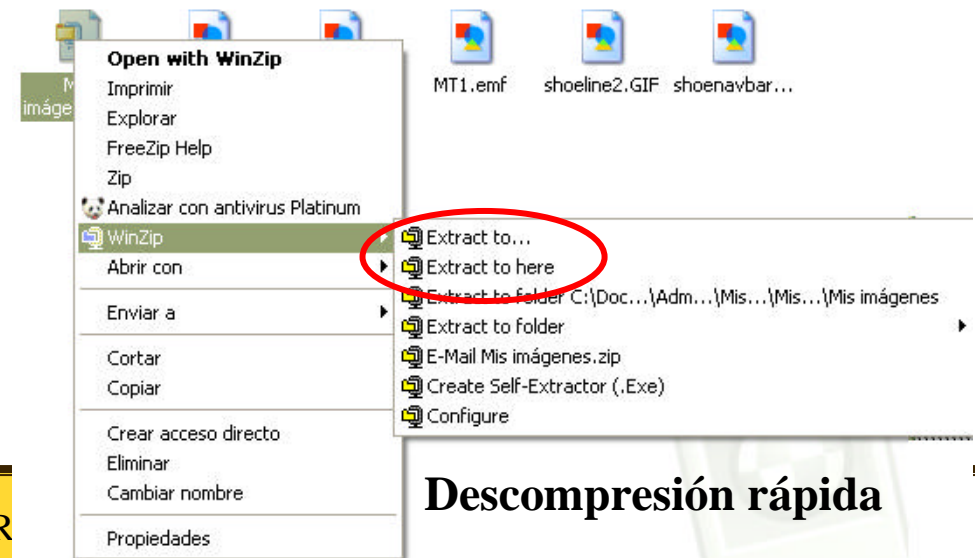 M
imáge
MT1.emf
shoeline2.GIF
shoenavbar...
Open with WinZip
Imprimir
Explorar
FreeZip Help
Zip
Analizar con antivirus Platinum
WinZip
Abrir con
Enviar a
Cortar
Copiar
Crear acceso directo
Eliminar
Cambiar nombre
Propiedades
Extract to...
Extract to here
Extract to folder C:\Doc...\Adm...\Mis...\Mis...\Mis imágenes
Extract to folder
E-Mail Mis imágenes.zip
Create Self-Extractor (.Exe)
Configure
Descompresión rápida
R